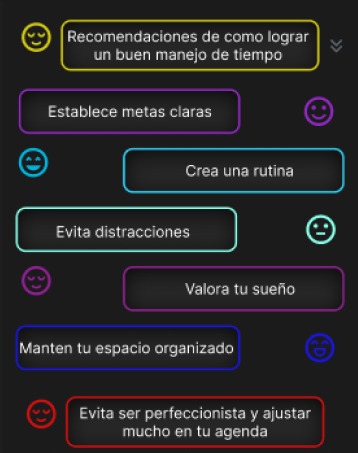 Recomendaciones de como lograr
un buen manejo de tiempo
Establece metas claras
Crea una rutina
Evita distracciones
Valora tu sueño
Manten tu espacio organizado
Evita ser perfeccionista y ajustar
mucho en tu agenda